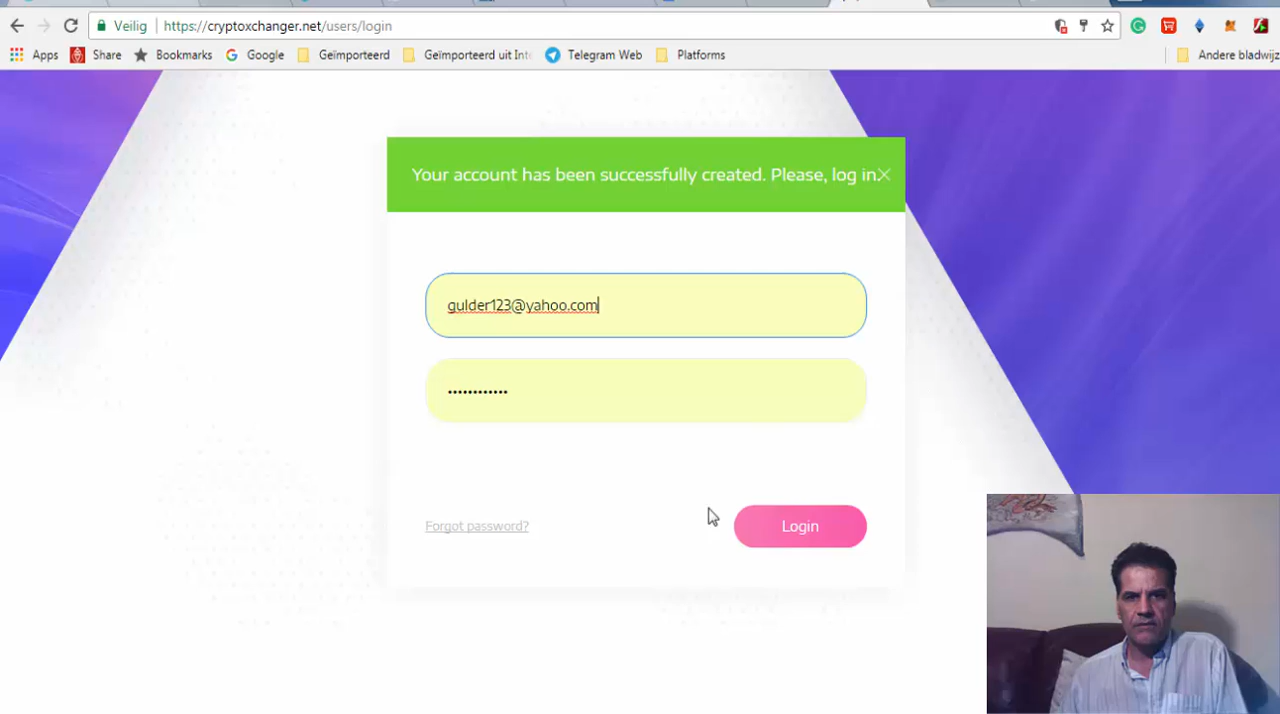 Veilig https://cryptoxchanger.net/users/login
Apps Share Bookmarks Google Geïmporteerd Geïmporteerd uit Inte Telegram Web Platforms Andere bladwijz
Your account has been successfully created. Please, log in.
gulder123@yahoo.com
Forgot password? Login